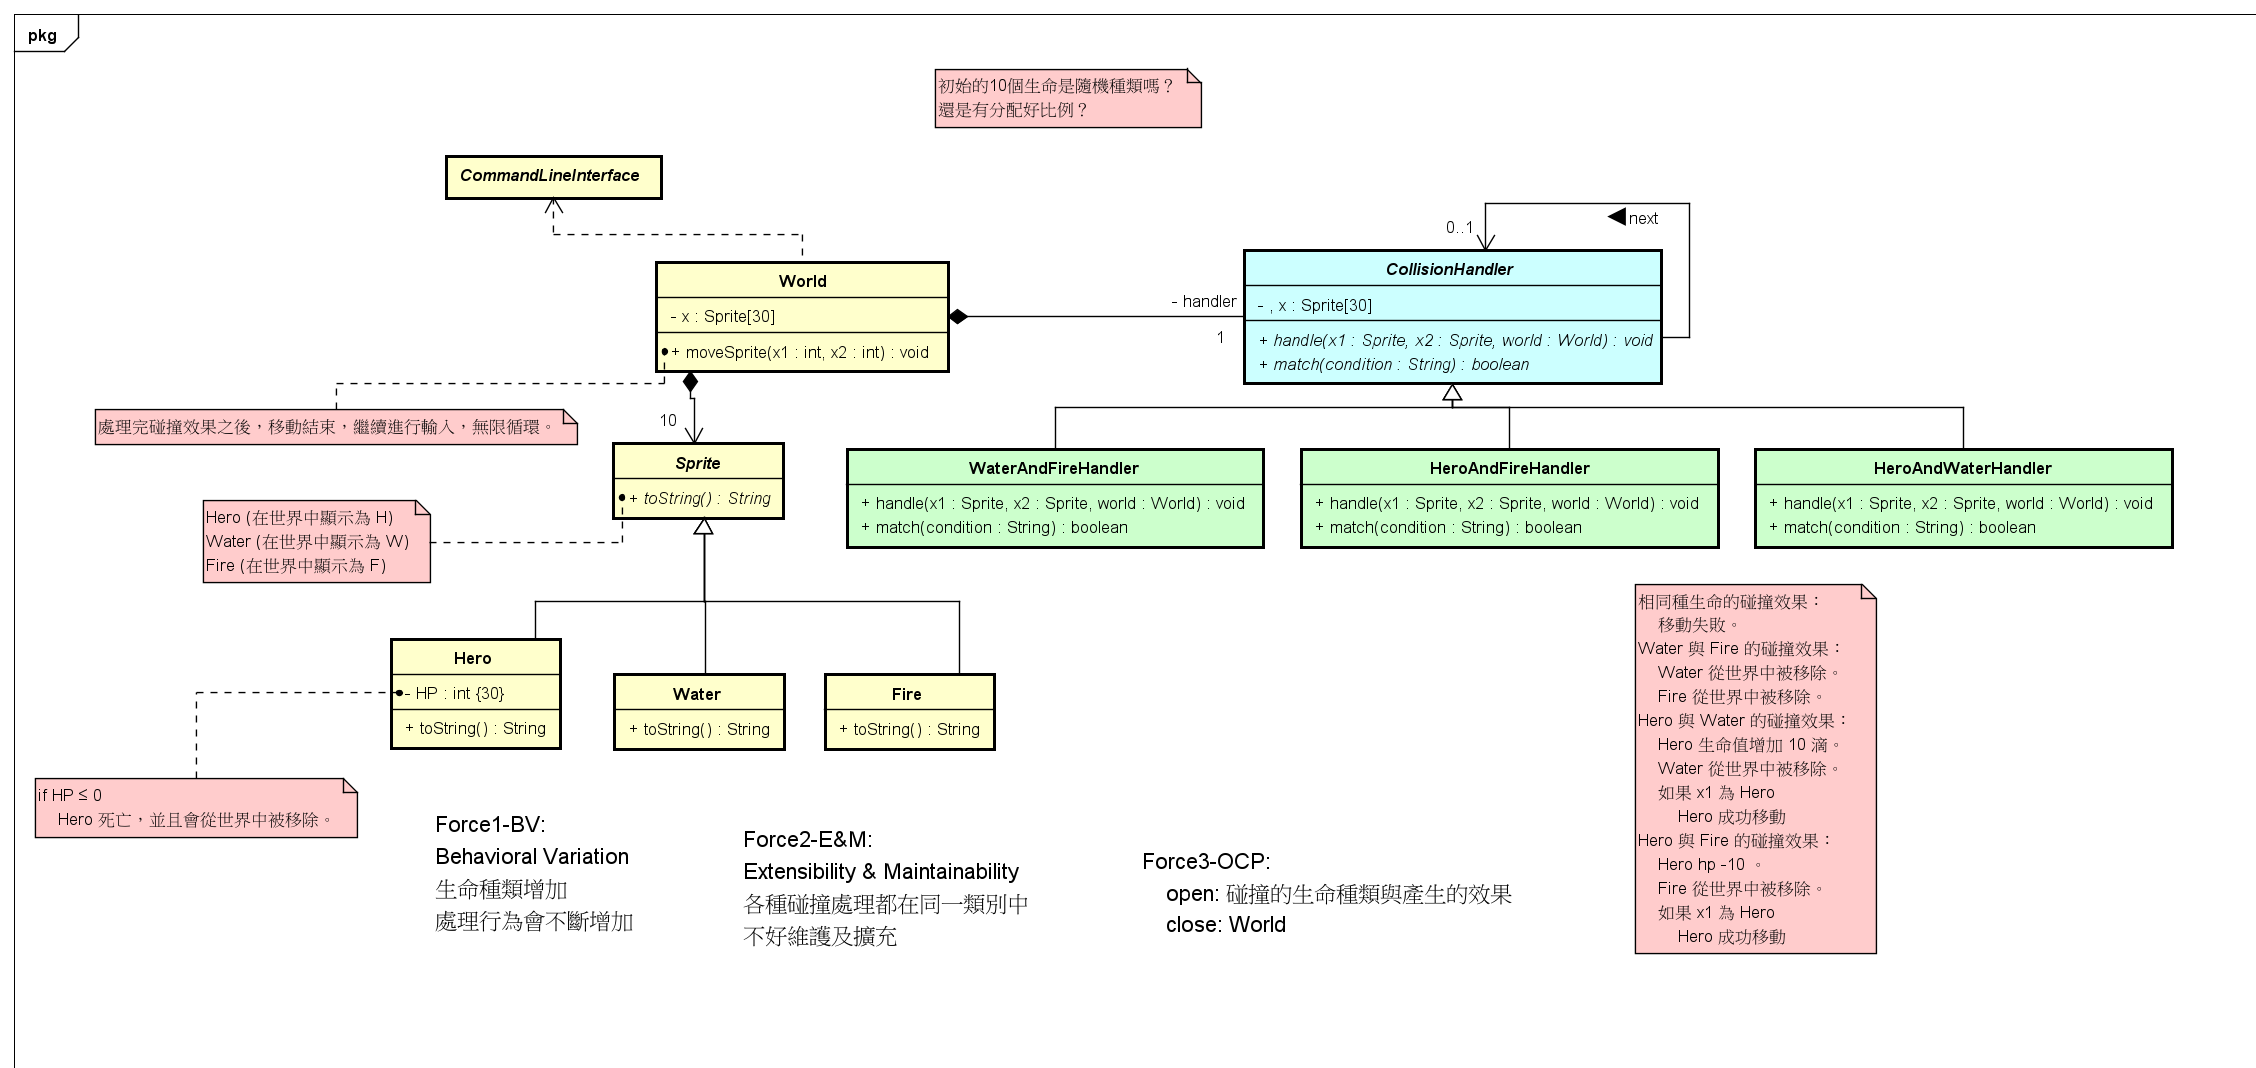 pkg
初始的10個生命是隨機種類嗎？
還是有分配好比例？
CommandLineInterface
World
- x : Sprite[30]
+ moveSprite(x1 : int, x2 : int) : void
- handler
1
0..1
next
CollisionHandler
- , x : Sprite[30]
+ handle(x1 : Sprite, x2 : Sprite, world : World) : void
+ match(condition : String) : boolean
處理完碰撞效果之後，移動結束，繼續進行輸入，無限循環。
10
Sprite
+ toString() : String
Hero (在世界中顯示為 H)
Water (在世界中顯示為 W)
Fire (在世界中顯示為 F)
WaterAndFireHandler
+ handle(x1 : Sprite, x2 : Sprite, world : World) : void
+ match(condition : String) : boolean
HeroAndFireHandler
+ handle(x1 : Sprite, x2 : Sprite, world : World) : void
+ match(condition : String) : boolean
HeroAndWaterHandler
+ handle(x1 : Sprite, x2 : Sprite, world : World) : void
+ match(condition : String) : boolean
Hero
- HP : int {30}
+ toString() : String
Water
+ toString() : String
Fire
+ toString() : String
if HP ≤ 0
Hero 死亡，並且會從世界中被移除。
Force1-BV:
Behavioral Variation
生命種類增加
處理行為會不斷增加
Force2-E&M:
Extensibility & Maintainability
各種碰撞處理都在同一類別中
不好維護及擴充
Force3-OCP:
open: 碰撞的生命種類與產生的效果
close: World
相同種生命的碰撞效果：
移動失敗。
Water 與 Fire 的碰撞效果：
Water 從世界中被移除。
Fire 從世界中被移除。
Hero 與 Water 的碰撞效果：
Hero 生命值增加 10 滴。
Water 從世界中被移除。
如果 x1 為 Hero
Hero 成功移動
Hero 與 Fire 的碰撞效果：
Hero hp -10 。
Fire 從世界中被移除。
如果 x1 為 Hero
Hero 成功移動